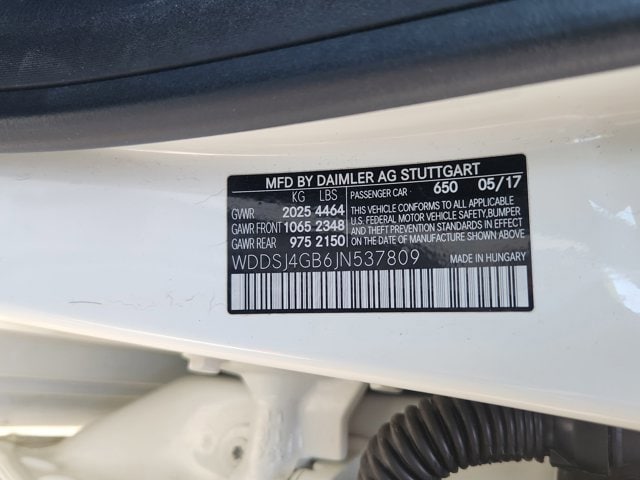 MFD BY DAIMLER AG STUTTGART
KG LBS PASSENGER CAR 650 05/17
GVWR 2025 4464
GAWR FRONT 1065 2348
GAWR REAR 975 2150
THIS VEHICLE CONFORMS TO ALL APPLICABLE
U.S. FEDERAL MOTOR VEHICLE SAFETY,BUMPER
AND THEFT PREVENTION STANDARDS IN EFFECT
ON THE DATE OF MANUFACTURE SHOWN ABOVE
WDDSJ4GB6JN537809 MADE IN HUNGARY